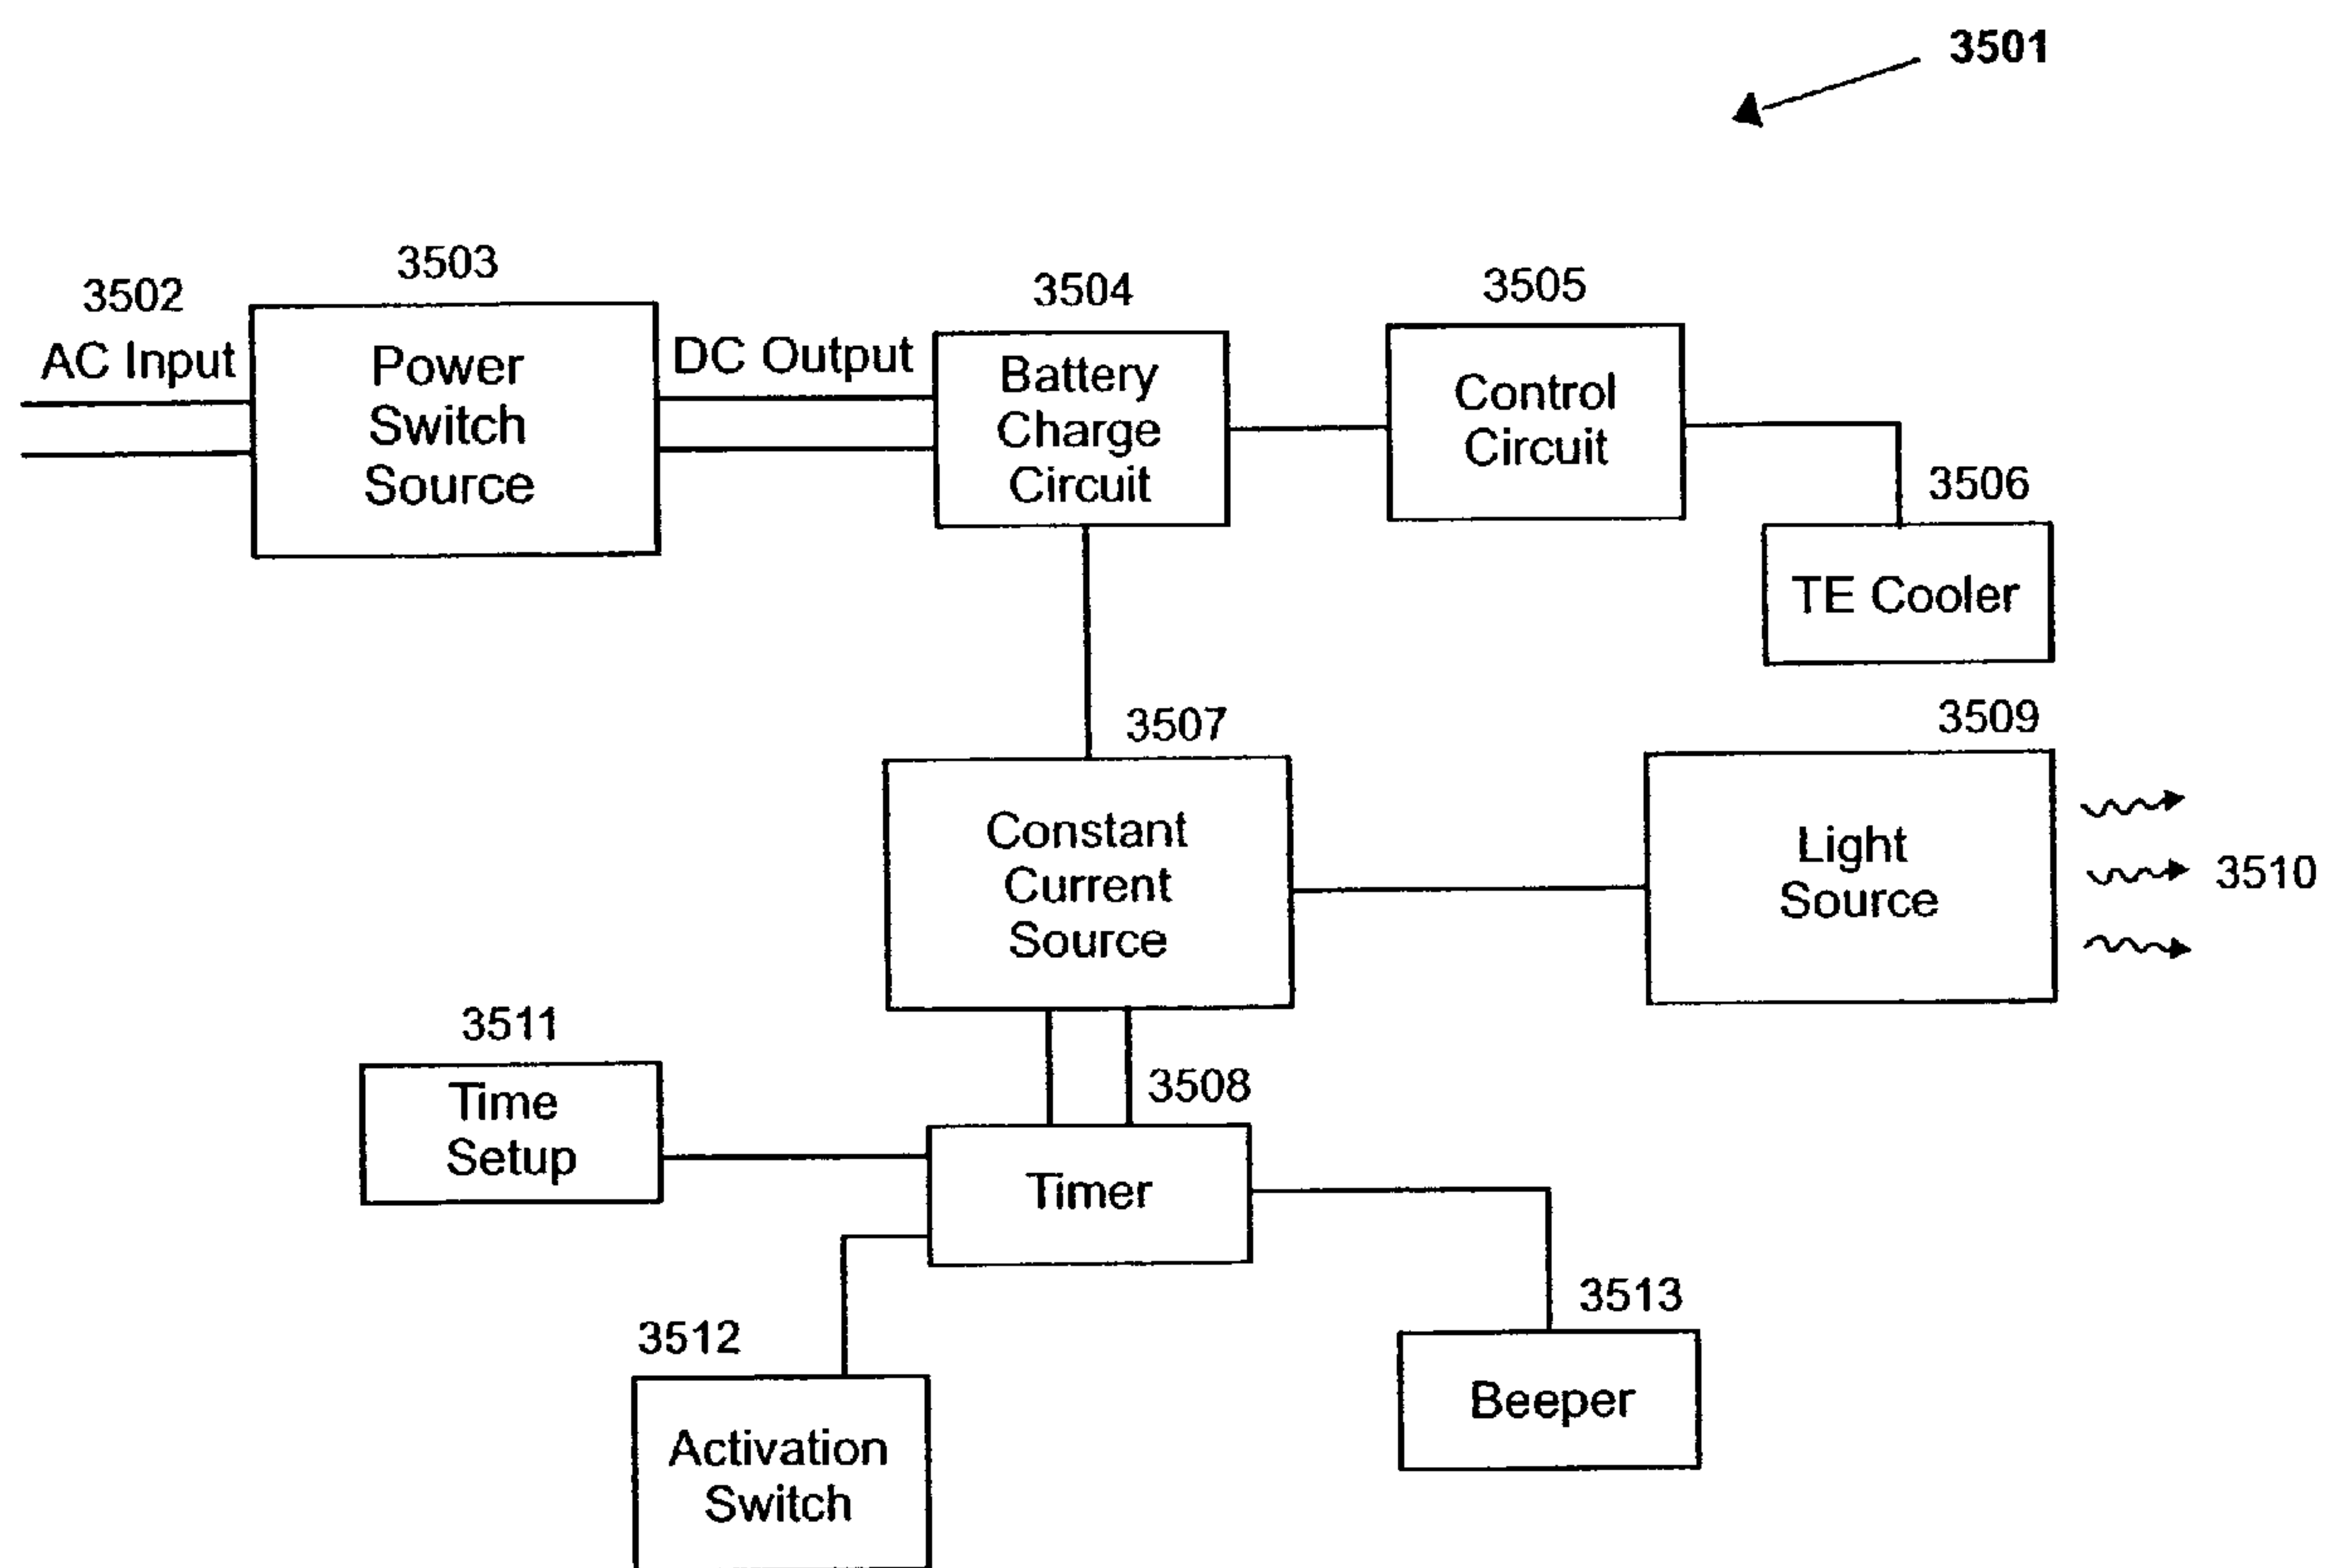 3501
3502
AC Input
3503
Power
Switch
Source
DC Output
3504
Battery
Charge
Circuit
3505
Control
Circuit
3506
TE Cooler
3507
Constant
Current
Source
3509
Light
Source
3510
3511
Time
Setup
3508
Timer
3512
Activation
Switch
3513
Beeper